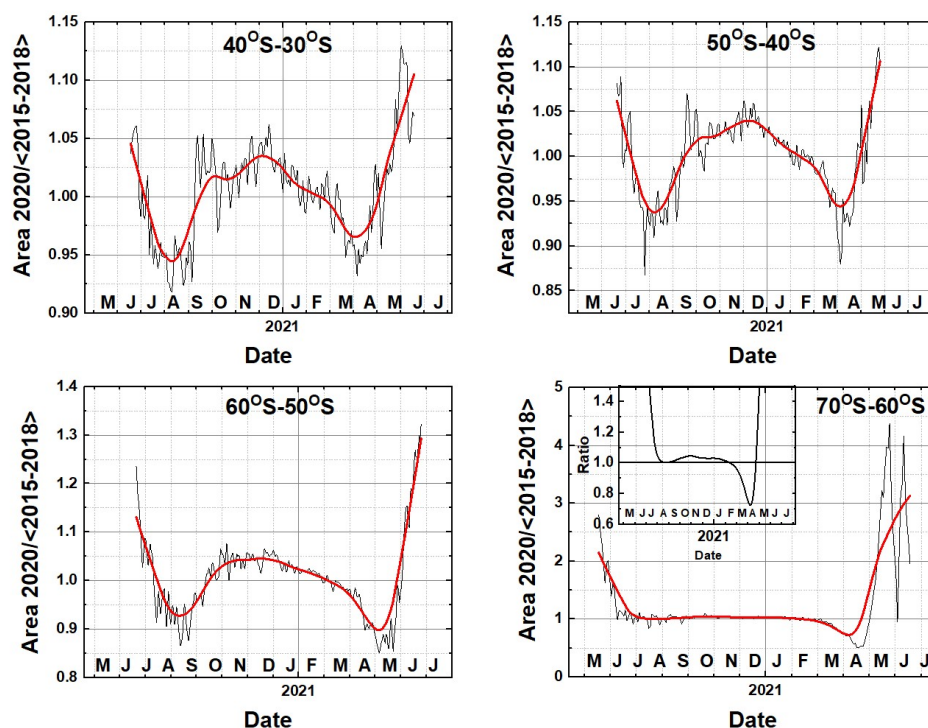 40°S-30°S
Area 2020/<2015-2018>
1.15
1.10
1.05
1.00
0.95
0.90
M J A S O N D J F M A M J
2021
Date
50°S-40°S
Area 2020/<2015-2018>
1.15
1.10
1.05
1.00
0.95
0.90
0.85
M J A S O N D J F M A M J
2021
Date
60°S-50°S
Area 2020/<2015-2018>
1.4
1.3
1.2
1.1
1.0
0.9
0.8
M J J A S O N D J F M A M J J
2021
Date
70°S-60°S
Area 2020/<2015-2018>
5
4
3
2
1
0
Ratio
1.4
1.2
1.0
0.8
0.6
M J J A S O N D J F M A M J J
2021
Date
M J J A S O N D J F M A M J J
2021
Date